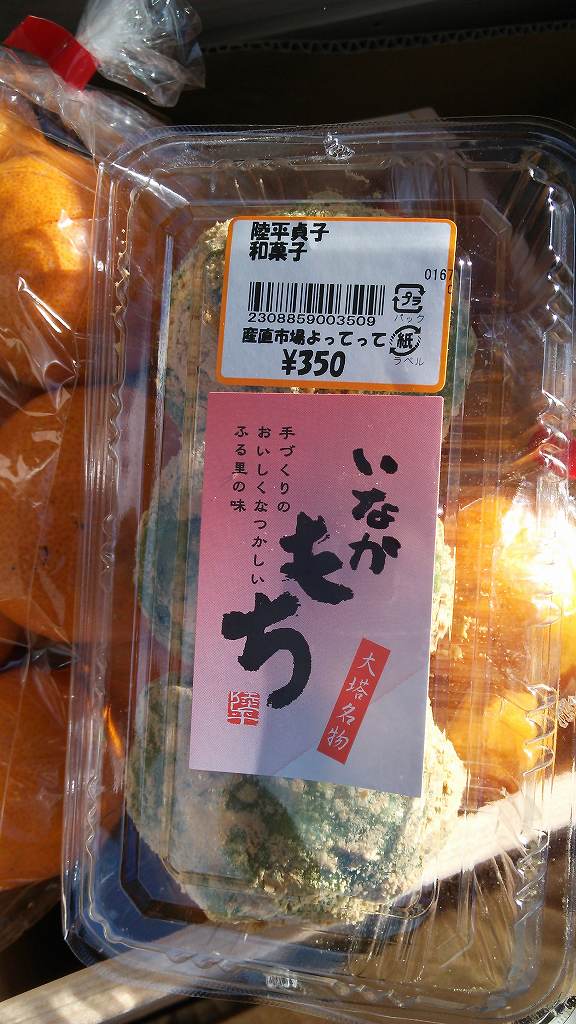 陸平貞子
和菓子
0167
プラ
パック
2308859003509
産直市場よってって
紙
ラベル
¥350
いなか
もち
手づくりの
おいしくなつかしい
ふる里の味
大塔名物
陸平